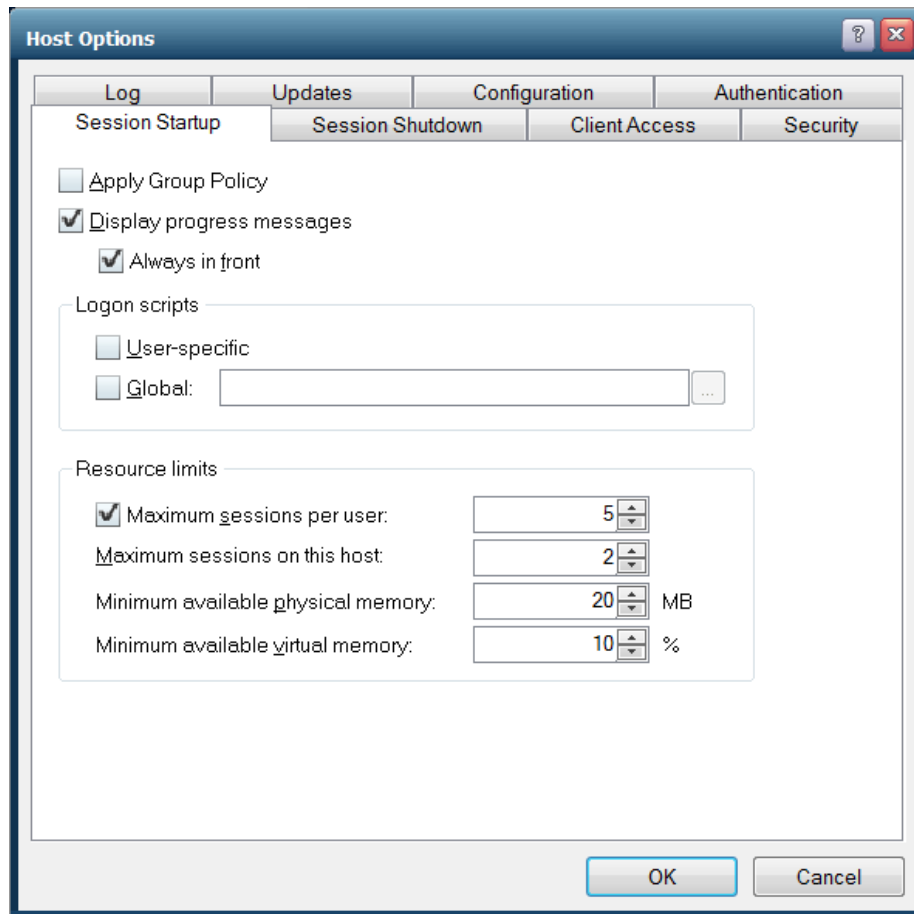 Host Options
Log Updates Configuration Authentication
Session Startup Session Shutdown Client Access Security
Apply Group Policy
Display progress messages
Always in front
Logon scripts
User-specific
Global: ...
Resource limits
Maximum sessions per user: 5
Maximum sessions on this host: 2
Minimum available physical memory: 20 MB
Minimum available virtual memory: 10 %
OK Cancel